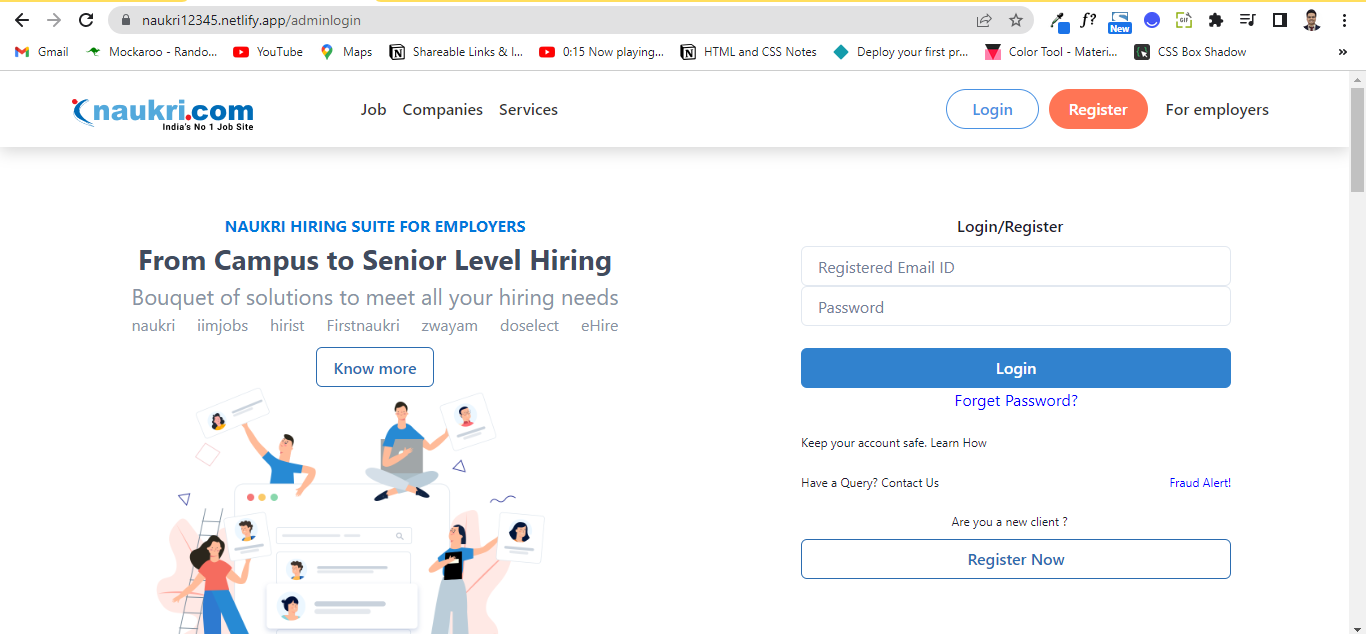 naukri12345.netlify.app/adminlogin
f?
New
GIF
Gmail Mockaroo - Rando... YouTube Maps Shareable Links & I... 0:15 Now playing... HTML and CSS Notes Deploy your first pr... Color Tool - Materi... CSS Box Shadow »
naukri.com
India's No 1 Job Site
Job Companies Services Login Register For employers
NAUKRI HIRING SUITE FOR EMPLOYERS
From Campus to Senior Level Hiring
Bouquet of solutions to meet all your hiring needs
naukri iimjobs hirist Firstnaukri zwayam doselect eHire
Know more
Login/Register
Registered Email ID
Password
Login
Forget Password?
Keep your account safe. Learn How
Have a Query? Contact Us Fraud Alert!
Are you a new client ?
Register Now